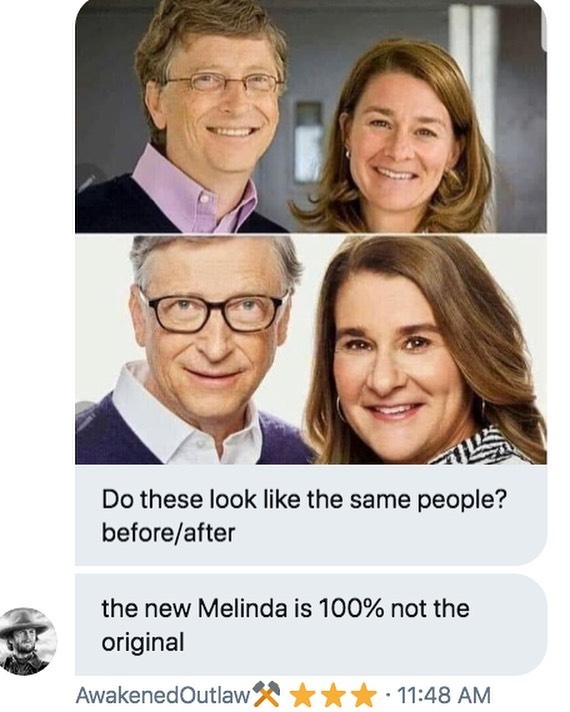 Do these look like the same people?
before/after
the new Melinda is 100% not the
original
AwakenedOutlaw⚒️ ⭐⭐⭐ · 11:48 AM